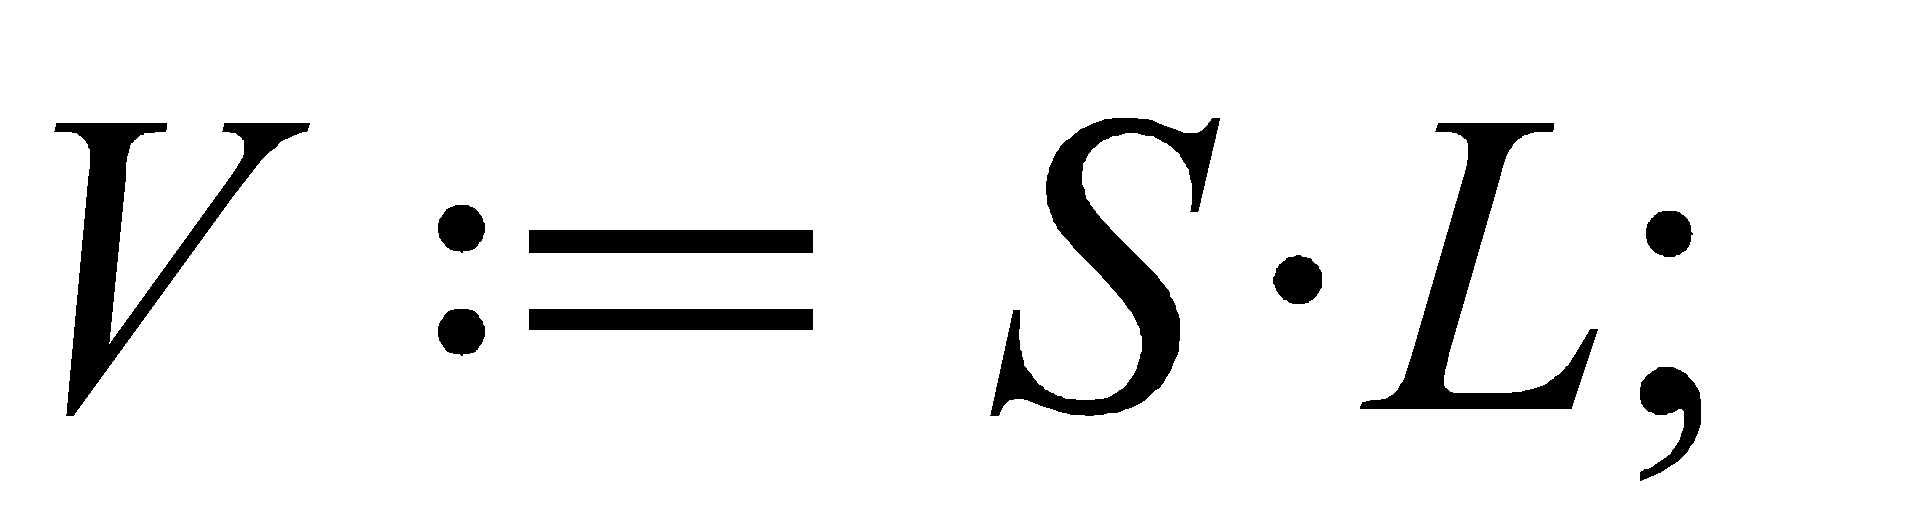 V := S·L;